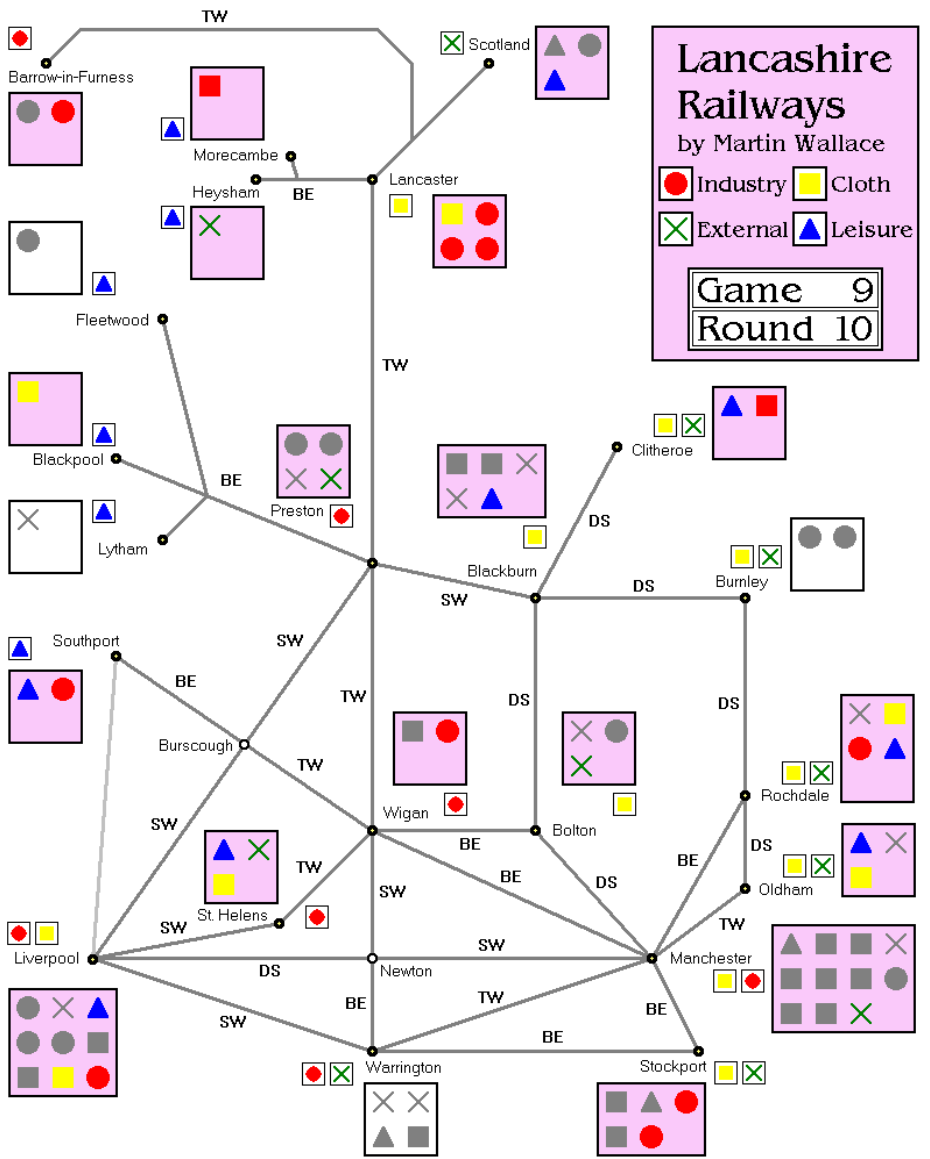 TW
Scotland
Lancashire
Railways
by Martin Wallace
Industry
Cloth
External
Leisure
Game 9
Round 10
Barrow-in-Furness
Morecambe
Heysham
BE
Lancaster
Fleetwood
TW
Blackpool
BE
Clitheroe
Preston
DS
Lytham
Blackburn
SW
DS
Burnley
Southport
SW
BE
TW
DS
DS
Burscough
TW
Rochdale
SW
Wigan
BE
Bolton
TW
BE
DS
BE
DS
Oldham
St. Helens
SW
SW
TW
Liverpool
DS
Newton
SW
Manchester
SW
BE
TW
BE
BE
Warrington
Stockport